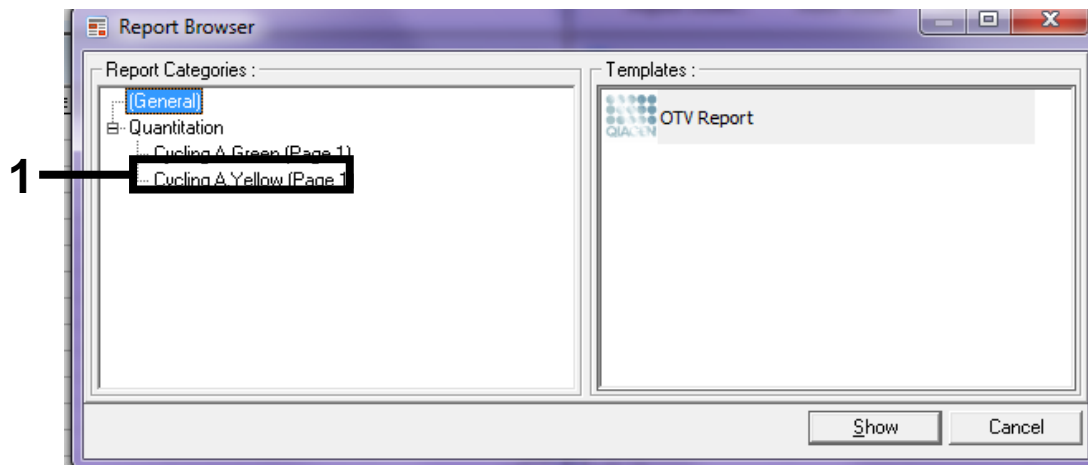 Report Browser
Report Categories :
(General)
Quantitation
Cycling A.Green (Page 1)
Cycling A.Yellow (Page 1
1
Templates :
QIAGEN
OTV Report
Show
Cancel